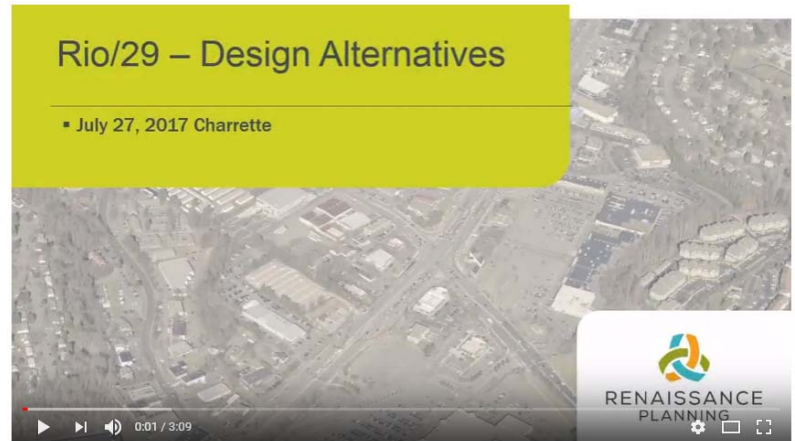 Rio/29 – Design Alternatives
▪ July 27, 2017 Charrette
RENAISSANCE
PLANNING
0:01 / 3:09